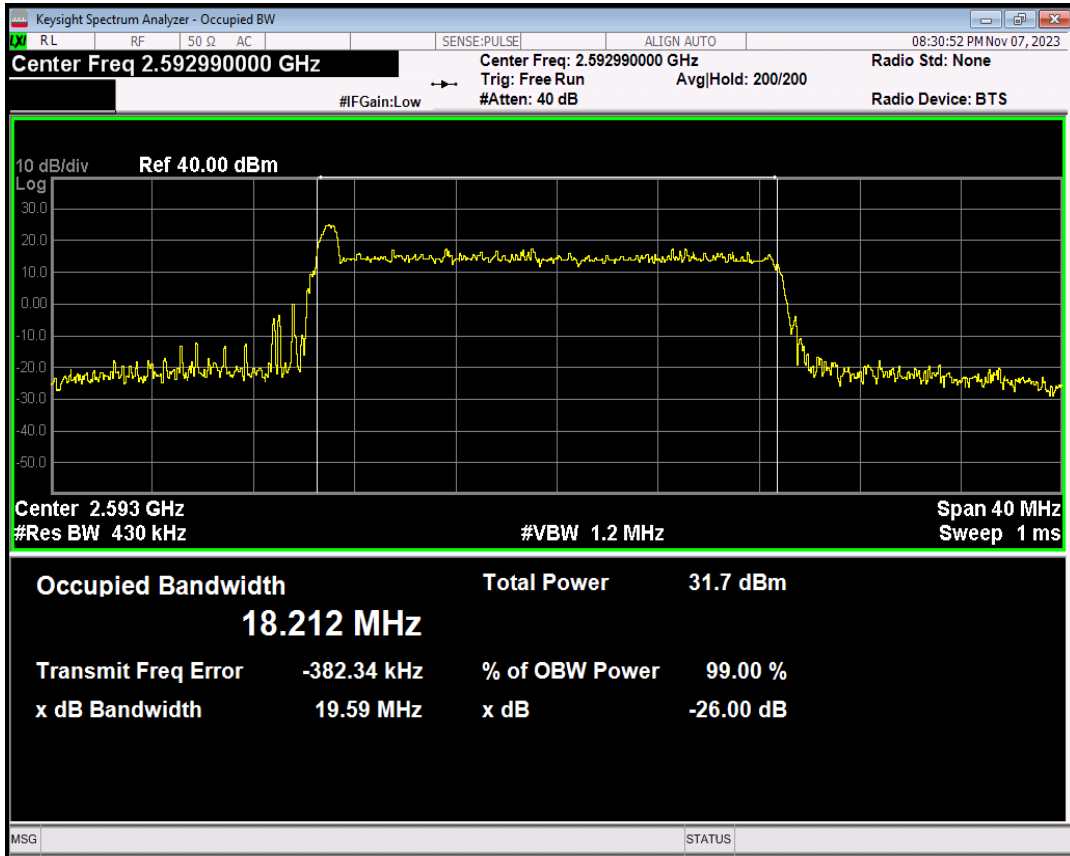 Keysight Spectrum Analyzer - Occupied BW
LXI RL RF 50 Ω AC SENSE:PULSE ALIGN AUTO 08:30:52 PM Nov 07, 2023
Center Freq 2.592990000 GHz Center Freq: 2.592990000 GHz Radio Std: None
Trig: Free Run Avg|Hold: 200/200
#IFGain:Low #Atten: 40 dB Radio Device: BTS
10 dB/div Ref 40.00 dBm
Log
30.0
20.0
10.0
0.00
-10.0
-20.0
-30.0
-40.0
-50.0
Center 2.593 GHz Span 40 MHz
#Res BW 430 kHz #VBW 1.2 MHz Sweep 1 ms
Occupied Bandwidth Total Power 31.7 dBm
18.212 MHz
Transmit Freq Error -382.34 kHz % of OBW Power 99.00 %
x dB Bandwidth 19.59 MHz x dB -26.00 dB
MSG STATUS